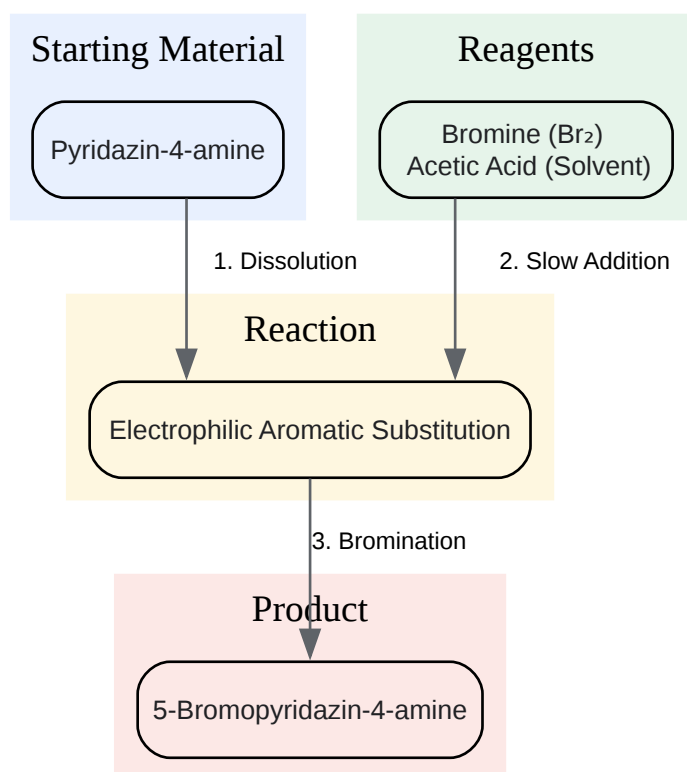 Starting Material
Reagents
Pyridazin-4-amine
Bromine (Br₂)
Acetic Acid (Solvent)
1. Dissolution
2. Slow Addition
Reaction
Electrophilic Aromatic Substitution
3. Bromination
Product
5-Bromopyridazin-4-amine